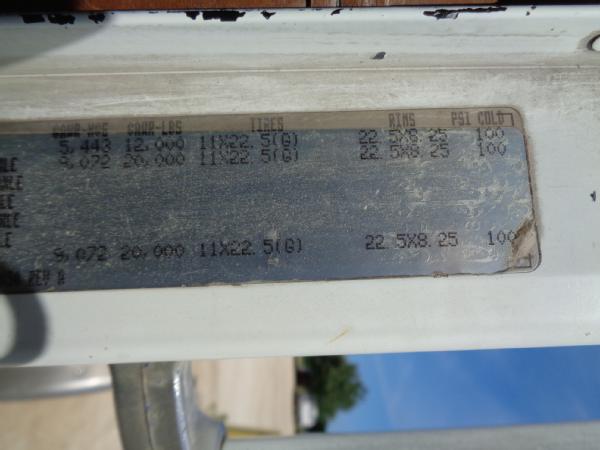 GAWR-KGS GAWR-LBS TIRES RIMS PSI COLD
5,443 12,000 11X22.5(G) 22.5X8.25 100
9,072 20,000 11X22.5(G) 22.5X8.25 100
9,072 20,000 11X22.5(G) 22.5X8.25 100
PER A